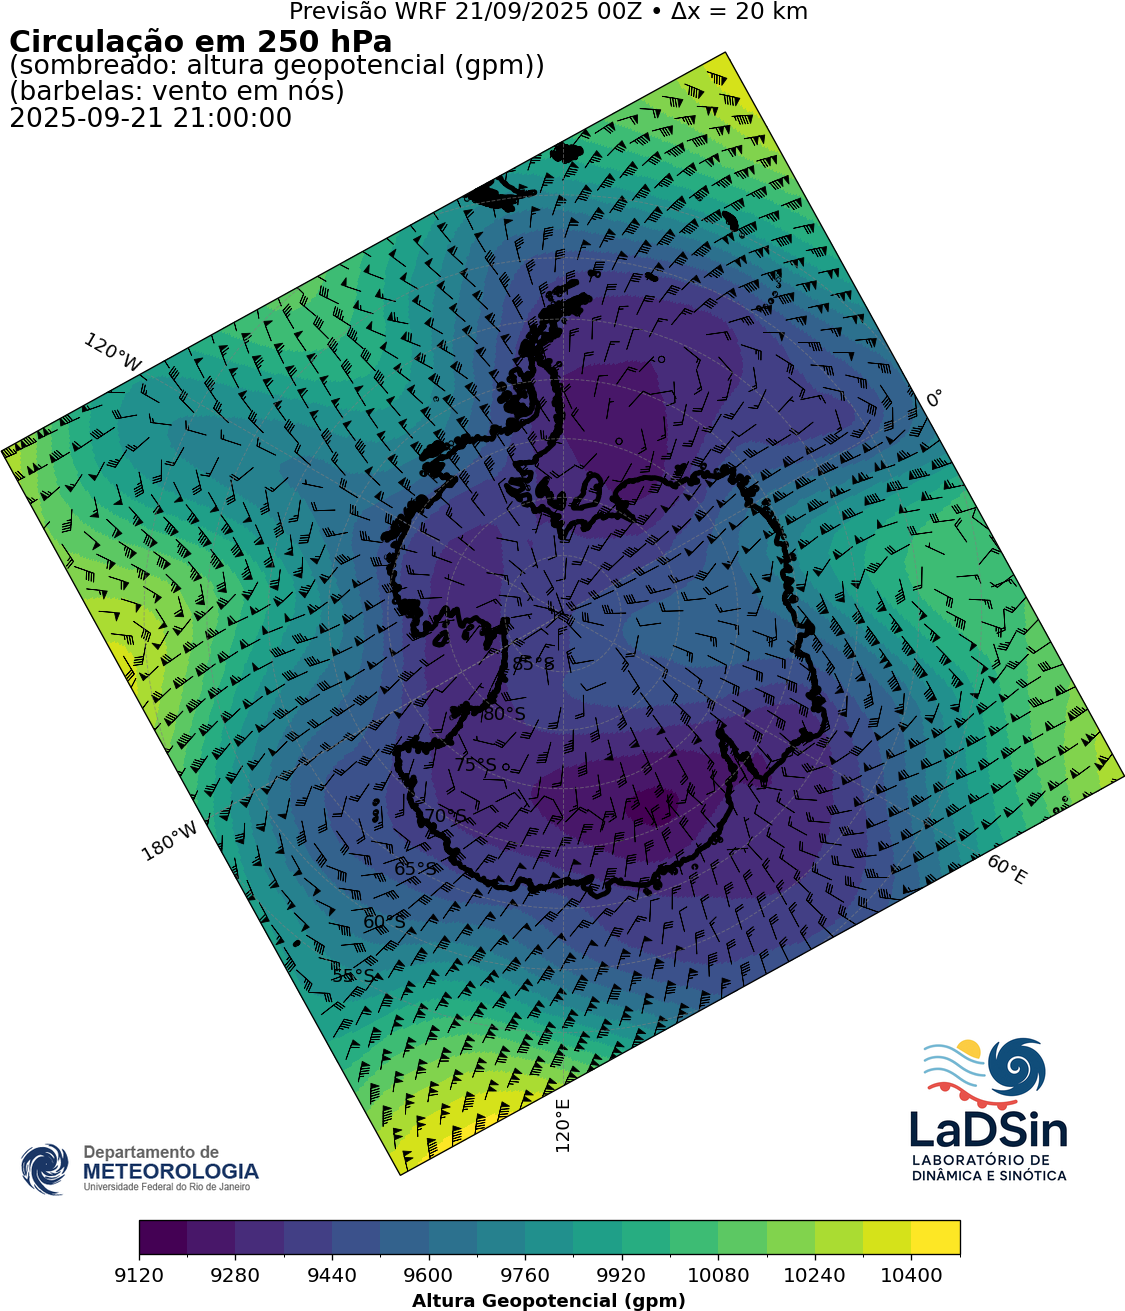 Previsão WRF 21/09/2025 00Z • Δx = 20 km
Circulação em 250 hPa
(sombreado: altura geopotencial (gpm))
(barbelas: vento em nós)
2025-09-21 21:00:00
120°W
0°
85°S
80°S
75°S
70°S
65°S
60°S
55°S
180°W
60°E
120°E
LaDSin
LABORATÓRIO DE
DINÂMICA E SINÓTICA
Departamento de
METEOROLOGIA
Universidade Federal do Rio de Janeiro
9120 9280 9440 9600 9760 9920 10080 10240 10400
Altura Geopotencial (gpm)